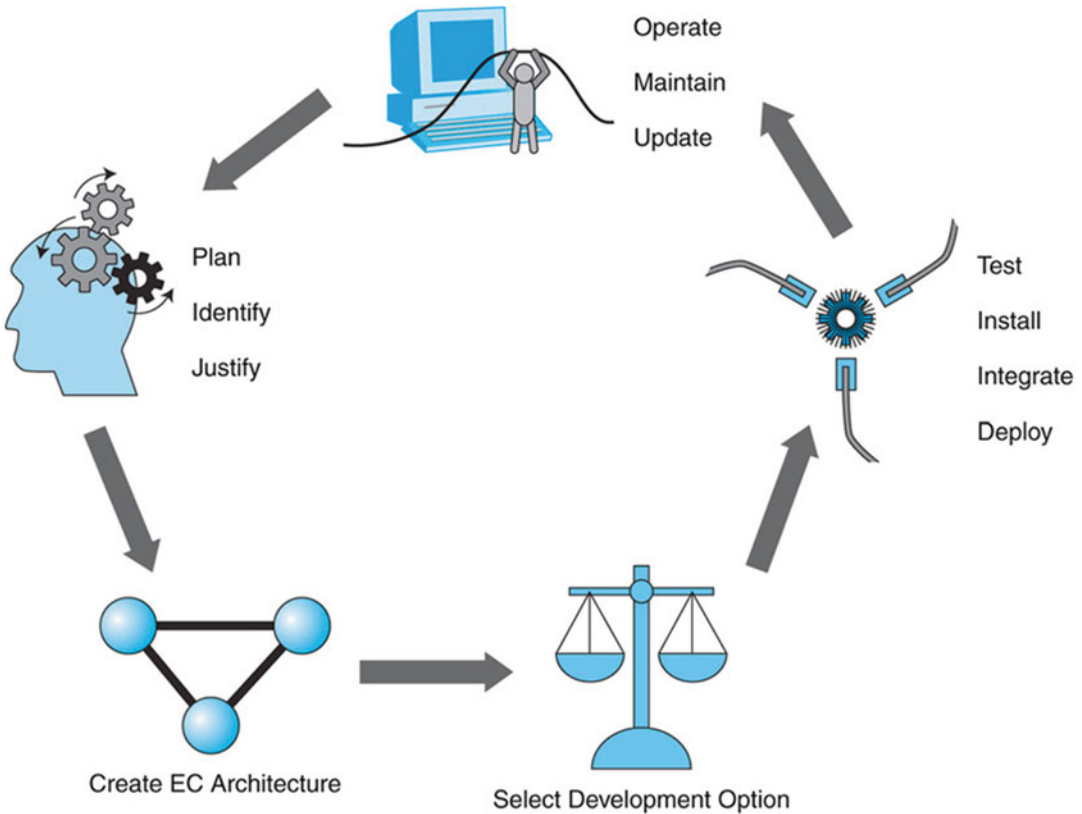 Operate
Maintain
Update
Plan
Identify
Justify
Test
Install
Integrate
Deploy
Create EC Architecture
Select Development Option